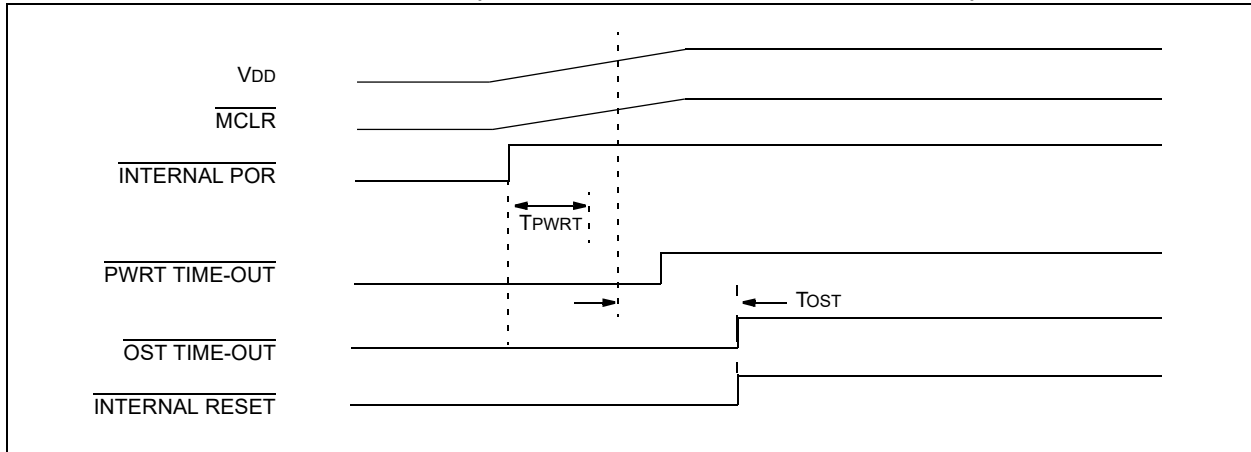 VDD
MCLR
INTERNAL POR
TPWRT
PWRT TIME-OUT
TOST
OST TIME-OUT
INTERNAL RESET